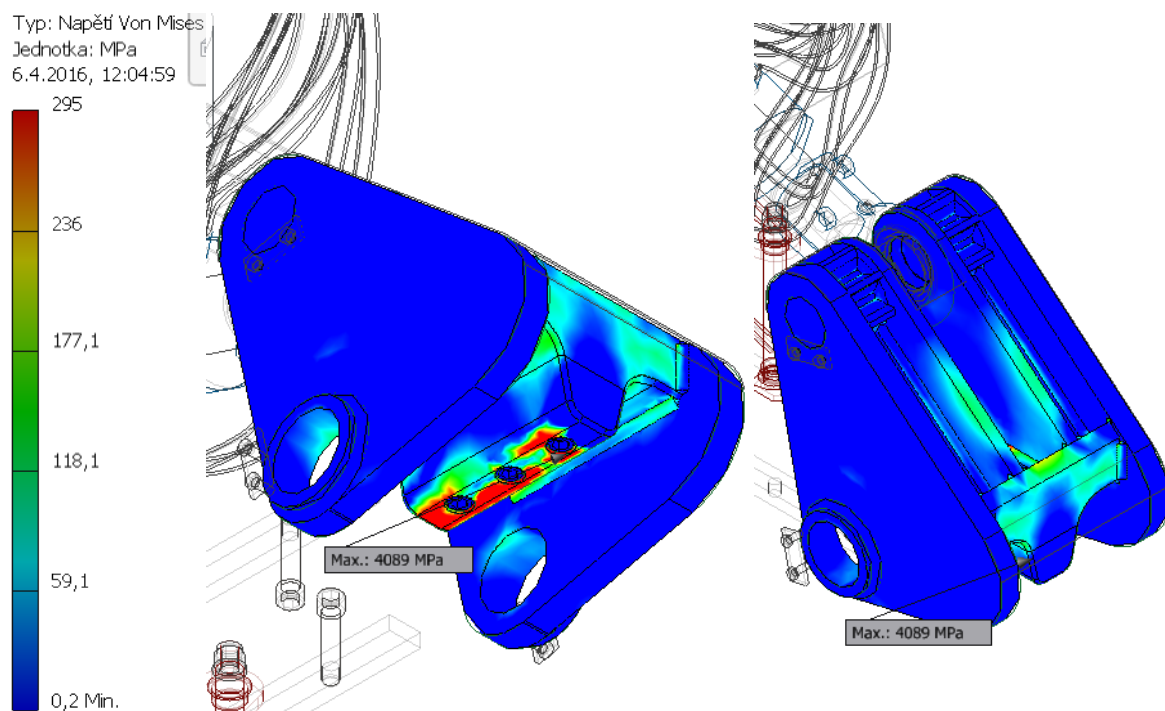 Typ: Napětí Von Mises
Jednotka: MPa
6.4.2016, 12:04:59
295
236
177,1
118,1
59,1
0,2 Min.
Max.: 4089 MPa
Max.: 4089 MPa